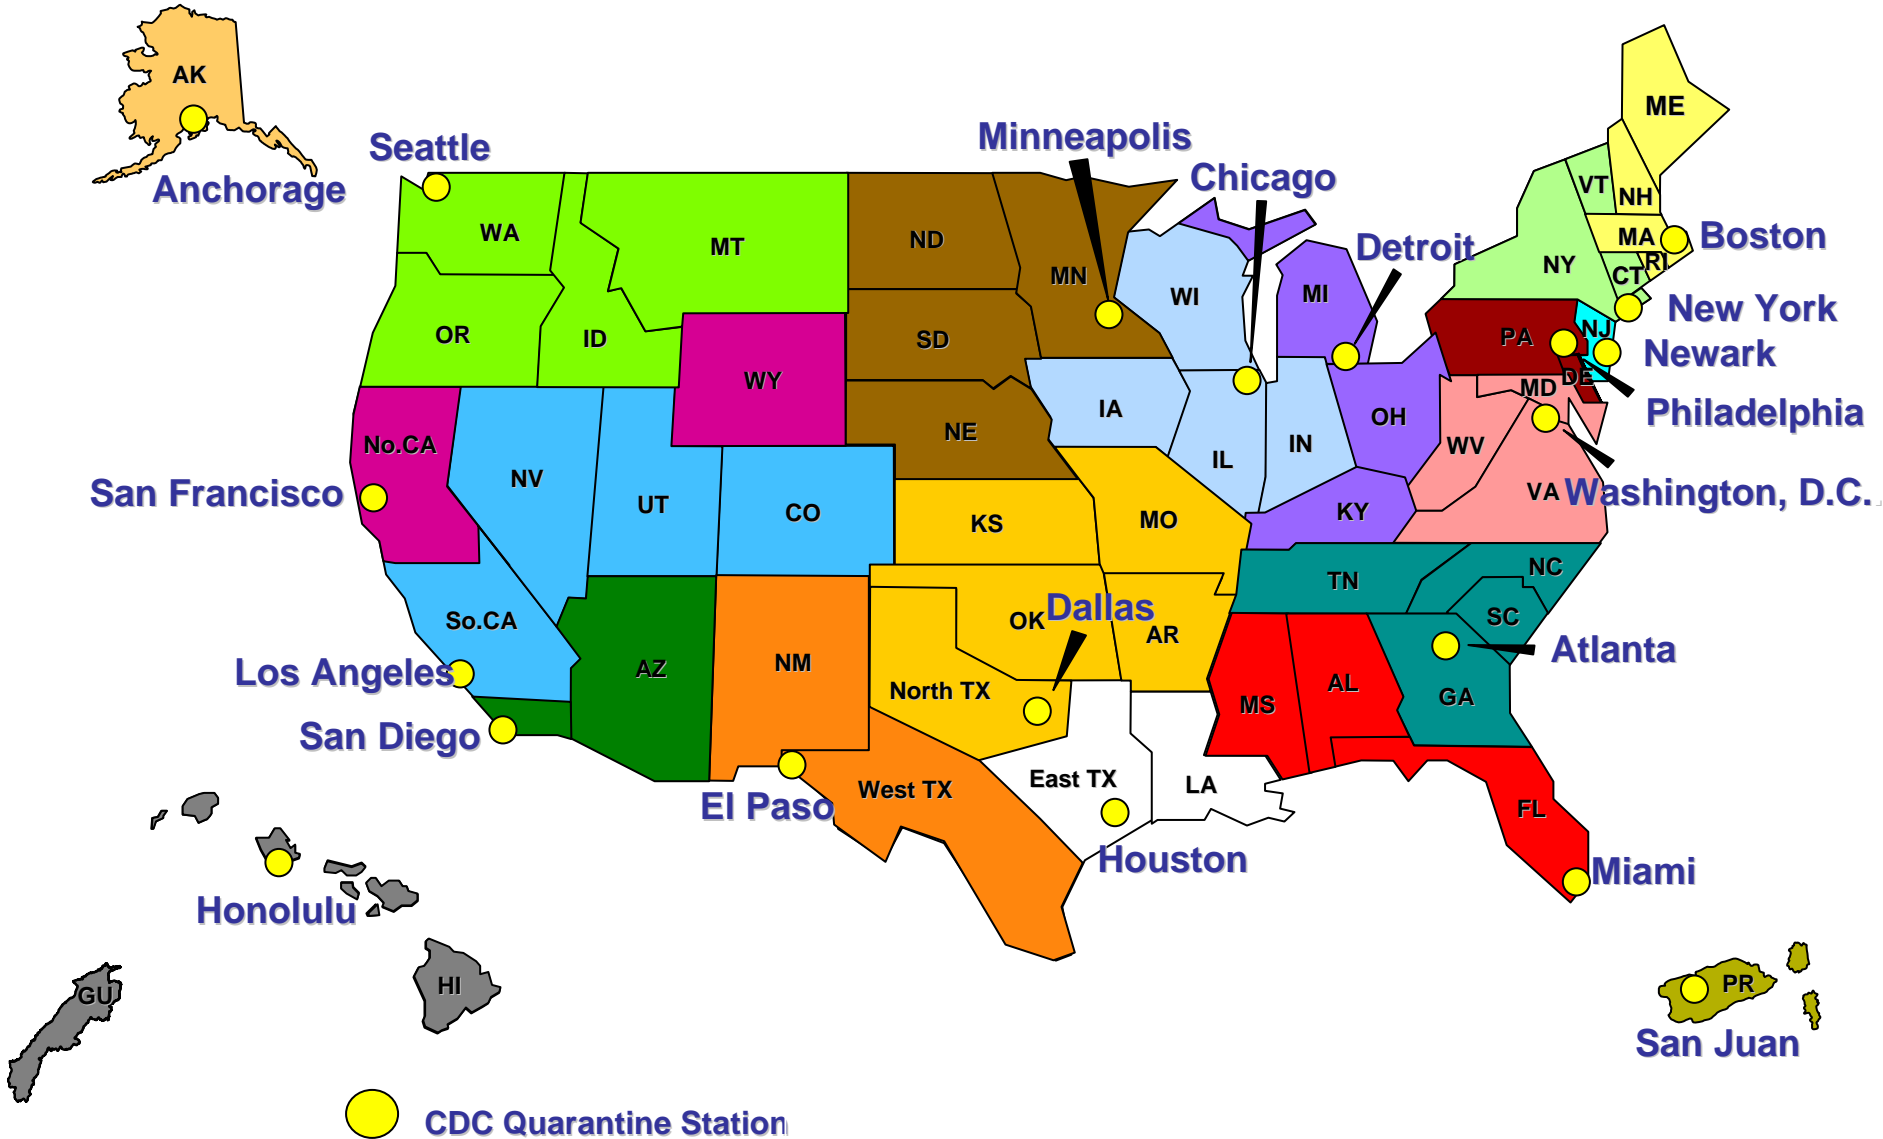 AK
Anchorage
Seattle
Minneapolis
Chicago
Detroit
ME
VT
NH
MA
Boston
RI
CT
NY
New York
WA
MT
ND
MN
WI
MI
OR
ID
SD
PA
NJ
Newark
DE
MD
Philadelphia
WY
IA
OH
NE
No.CA
NV
UT
CO
IL
IN
WV
VA
Washington, D.C.
San Francisco
KS
MO
KY
So.CA
AZ
NM
OK
Dallas
AR
TN
NC
SC
Atlanta
Los Angeles
North TX
MS
AL
GA
San Diego
El Paso
West TX
East TX
LA
FL
Houston
Miami
Honolulu
HI
GU
PR
San Juan
CDC Quarantine Station